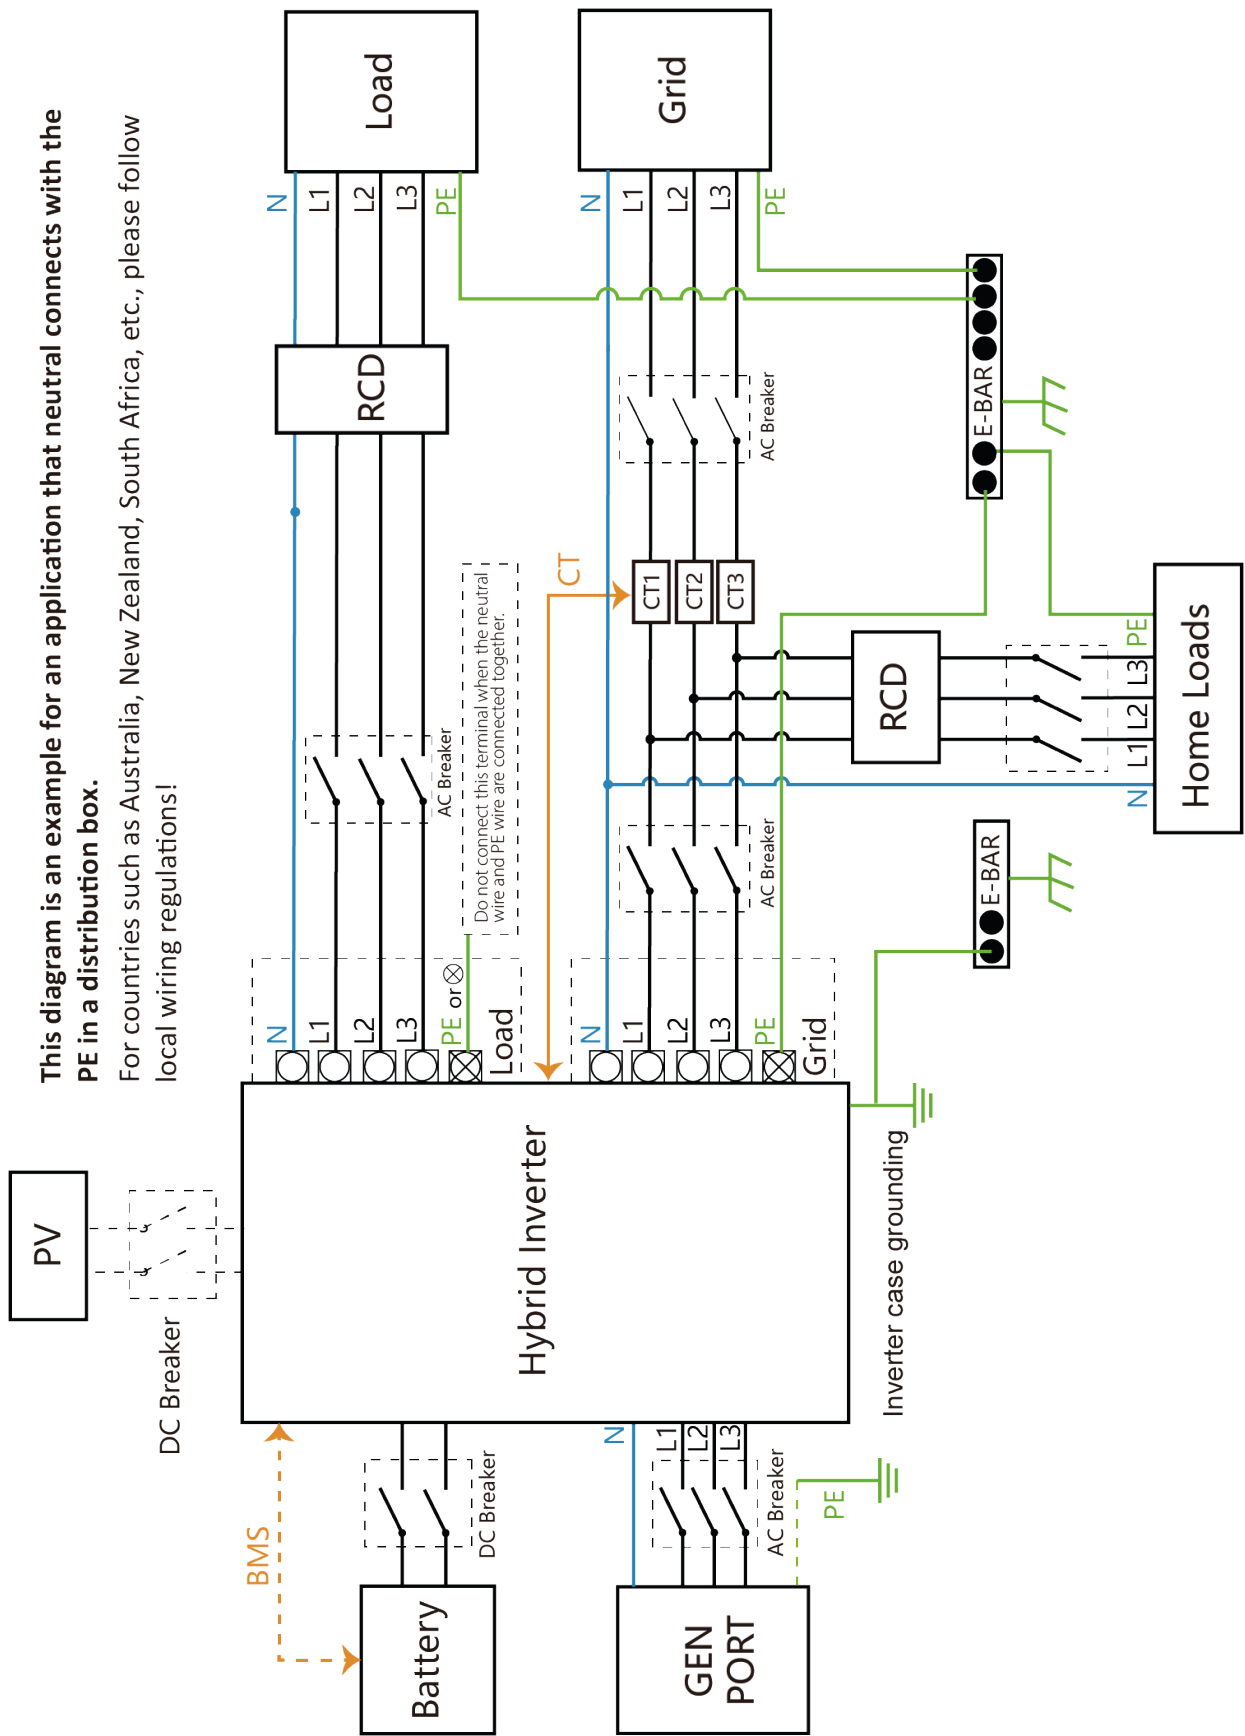 This diagram is an example for an application that neutral connects with the
PE in a distribution box.
For countries such as Australia, New Zealand, South Africa, etc., please follow
local wiring regulations!
PV
DC Breaker
BMS
Battery
DC Breaker
Hybrid Inverter
N
L1
L2
L3
PE or
Load
AC Breaker
Do not connect this terminal when the neutral
wire and PE wire are connected together.
RCD
N
L1
L2
L3
PE
Load
CT
N
L1
L2
L3
PE
Grid
AC Breaker
CT1
CT2
CT3
AC Breaker
N
L1
L2
L3
PE
Grid
GEN
PORT
N
L1
L2
L3
AC Breaker
PE
Inverter case grounding
E-BAR
RCD
E-BAR
N
L1
L2
L3
PE
Home Loads